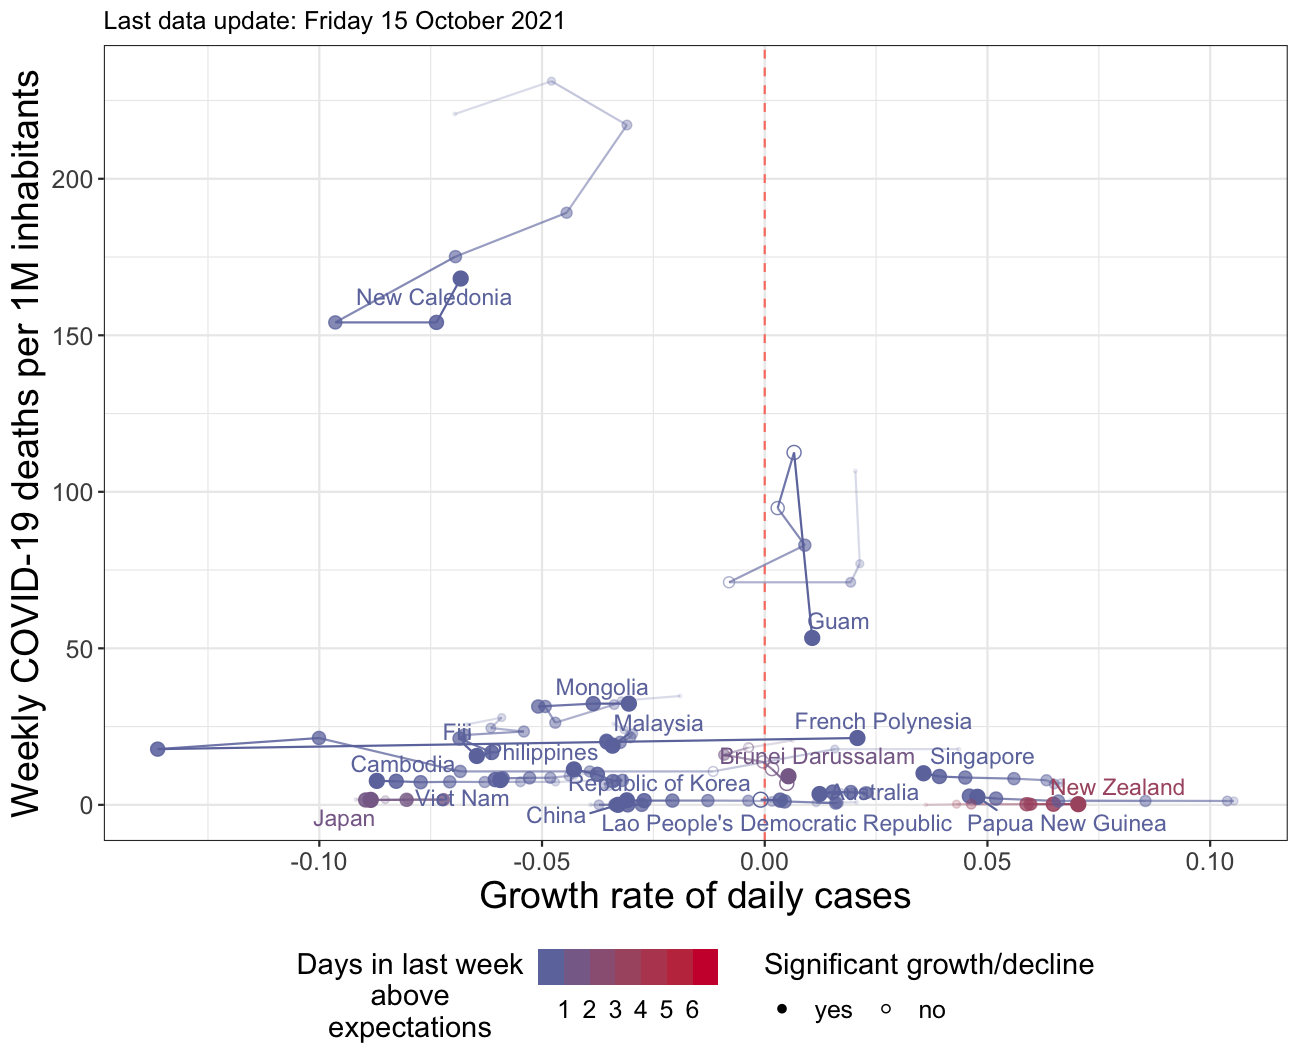 Last data update: Friday 15 October 2021
Weekly COVID-19 deaths per 1M inhabitants
200
150
100
50
0
New Caledonia
Guam
Mongolia
Malaysia
French Polynesia
Fiji
Philippines
Brunei Darussalam
Singapore
Cambodia
Republic of Korea
New Zealand
Viet Nam
Australia
Japan
China
Lao People's Democratic Republic
Papua New Guinea
-0.10
-0.05
0.00
0.05
0.10
Growth rate of daily cases
Days in last week
above
expectations
1 2 3 4 5 6
Significant growth/decline
yes
no